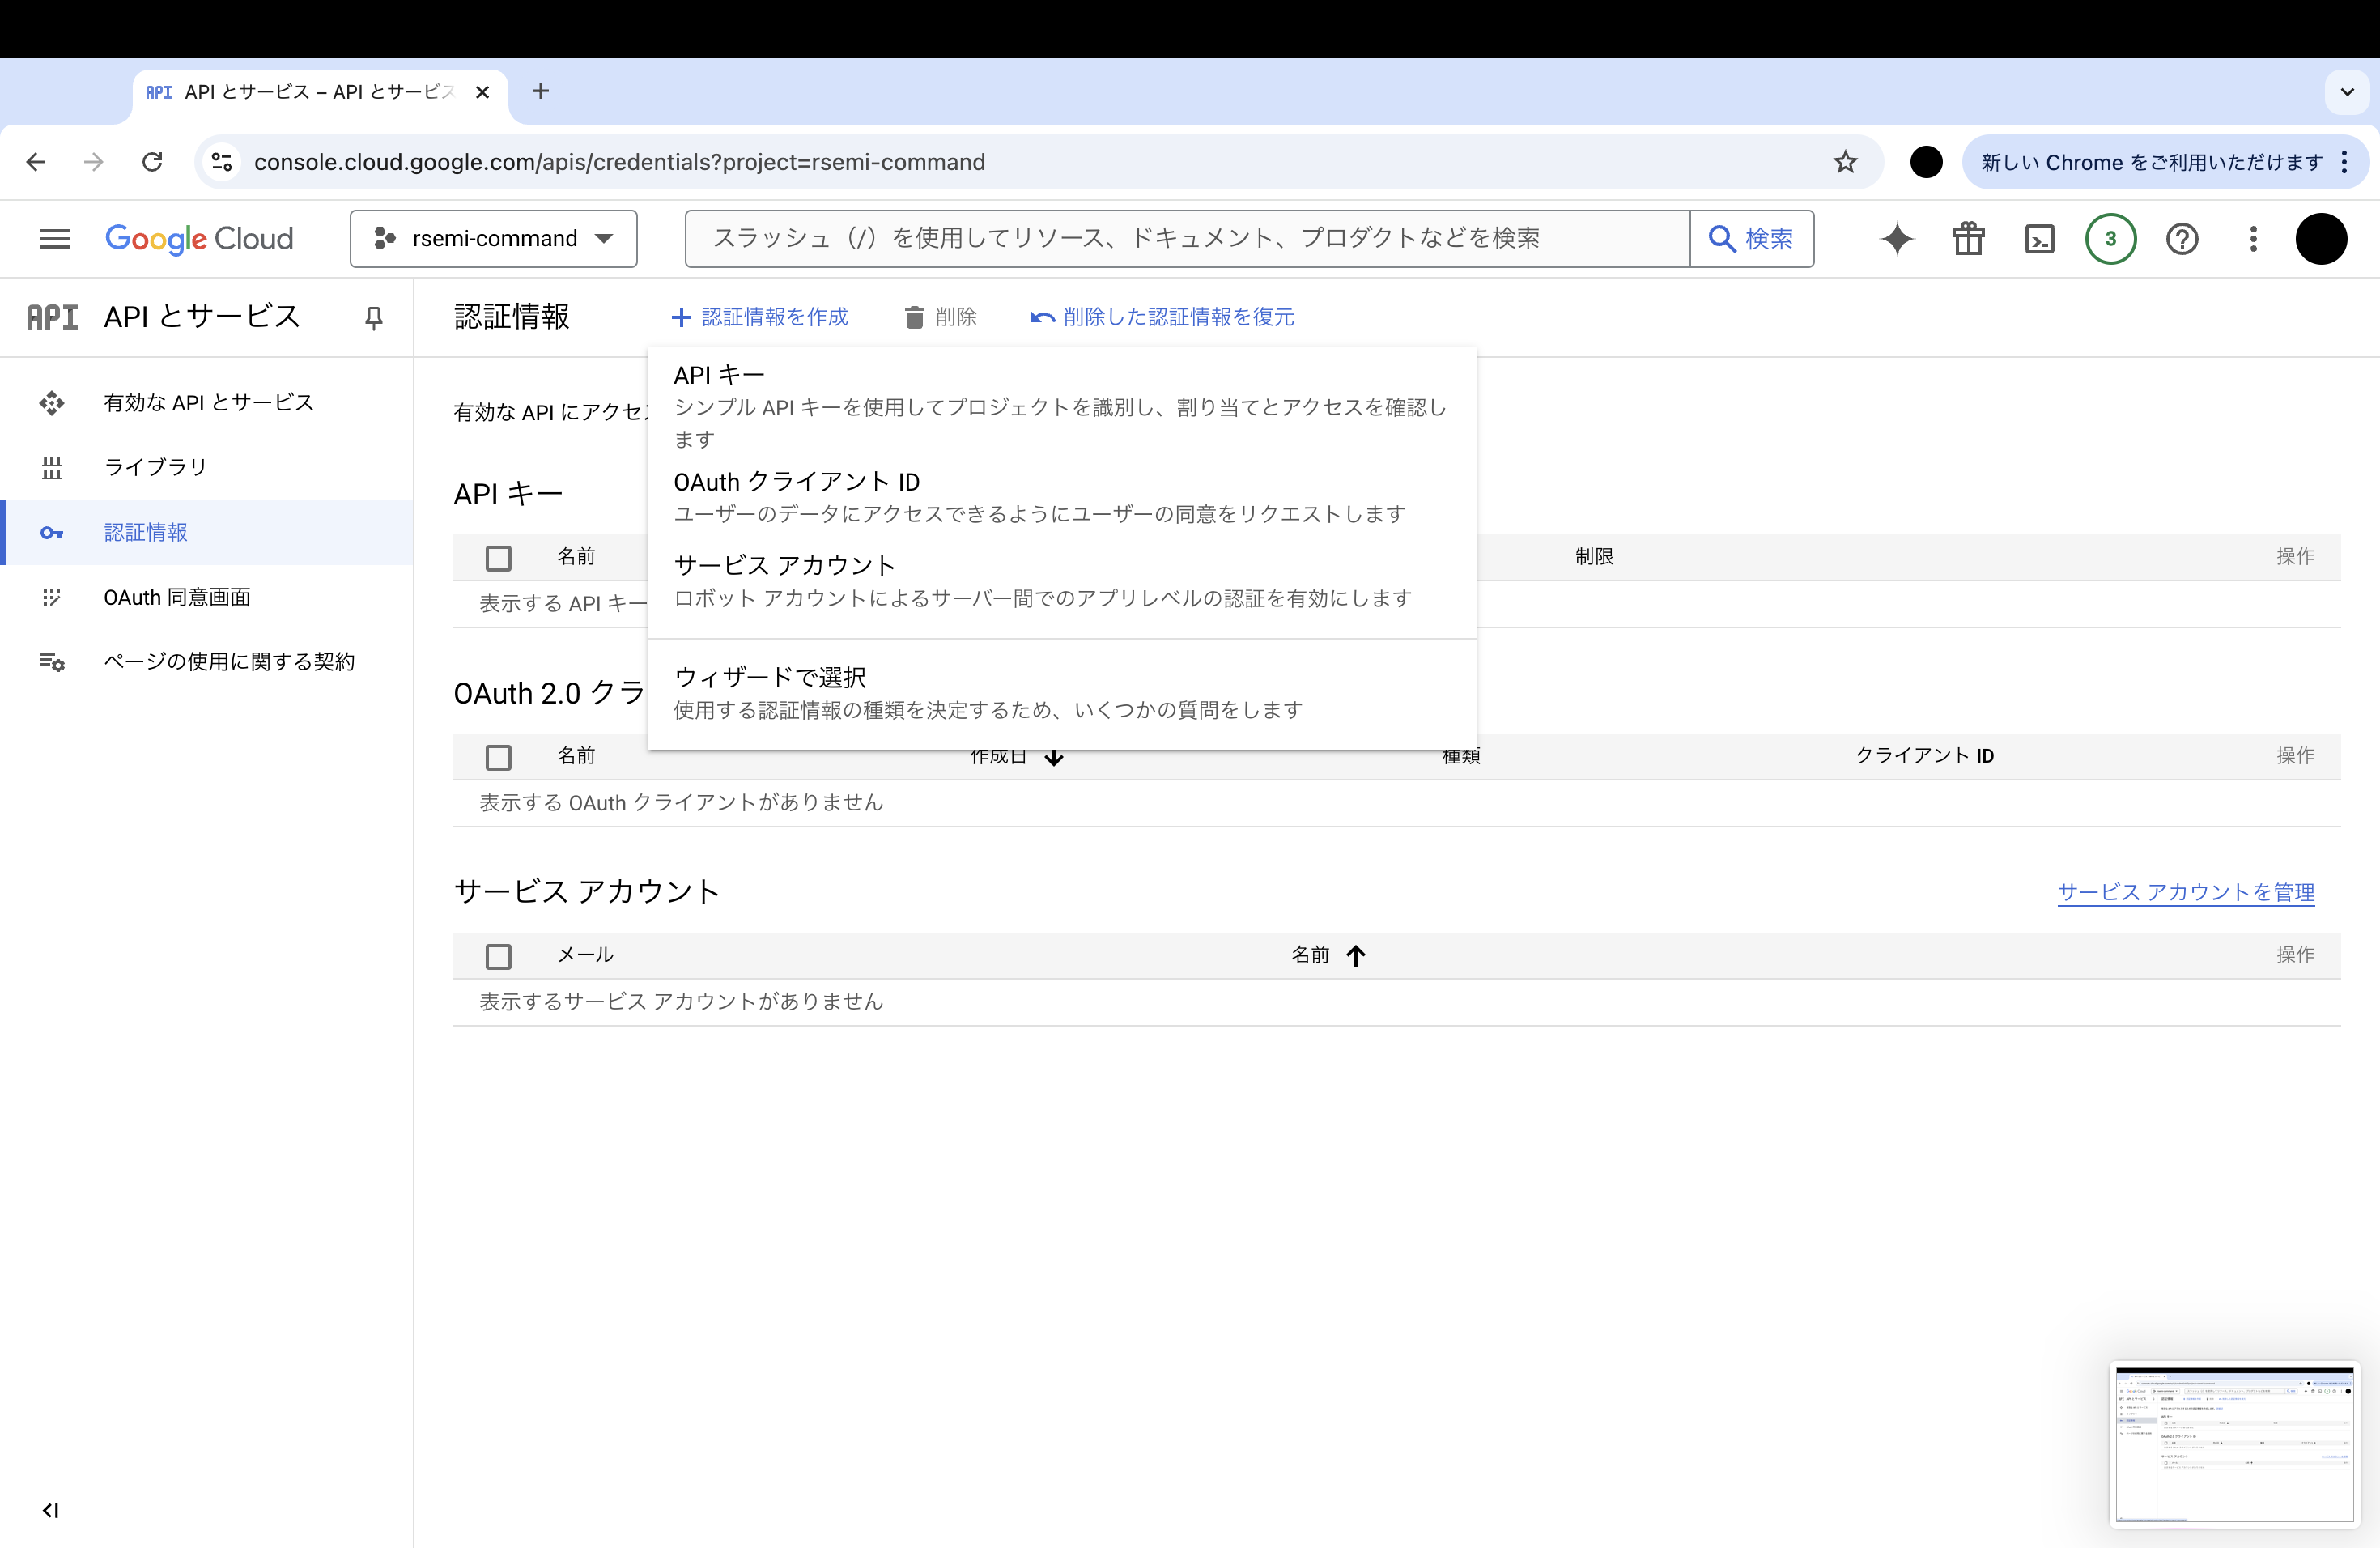 API API とサービス – API とサービス
console.cloud.google.com/apis/credentials?project=rsemi-command
新しい Chrome をご利用いただけます
Google Cloud
rsemi-command
スラッシュ（/）を使用してリソース、ドキュメント、プロダクトなどを検索
検索
3
API API とサービス
認証情報
認証情報を作成
削除
削除した認証情報を復元
有効な API とサービス
ライブラリ
認証情報
OAuth 同意画面
ページの使用に関する契約
有効な API にアクセ
API キー
シンプル API キーを使用してプロジェクトを識別し、割り当てとアクセスを確認し
ます
OAuth クライアント ID
ユーザーのデータにアクセスできるようにユーザーの同意をリクエストします
サービス アカウント
ロボット アカウントによるサーバー間でのアプリレベルの認証を有効にします
ウィザードで選択
使用する認証情報の種類を決定するため、いくつかの質問をします
API キー
名前 制限 操作
表示する API キー
OAuth 2.0 クラ
名前 作成日 種類 クライアント ID 操作
表示する OAuth クライアントがありません
サービス アカウント
サービス アカウントを管理
メール 名前 操作
表示するサービス アカウントがありません